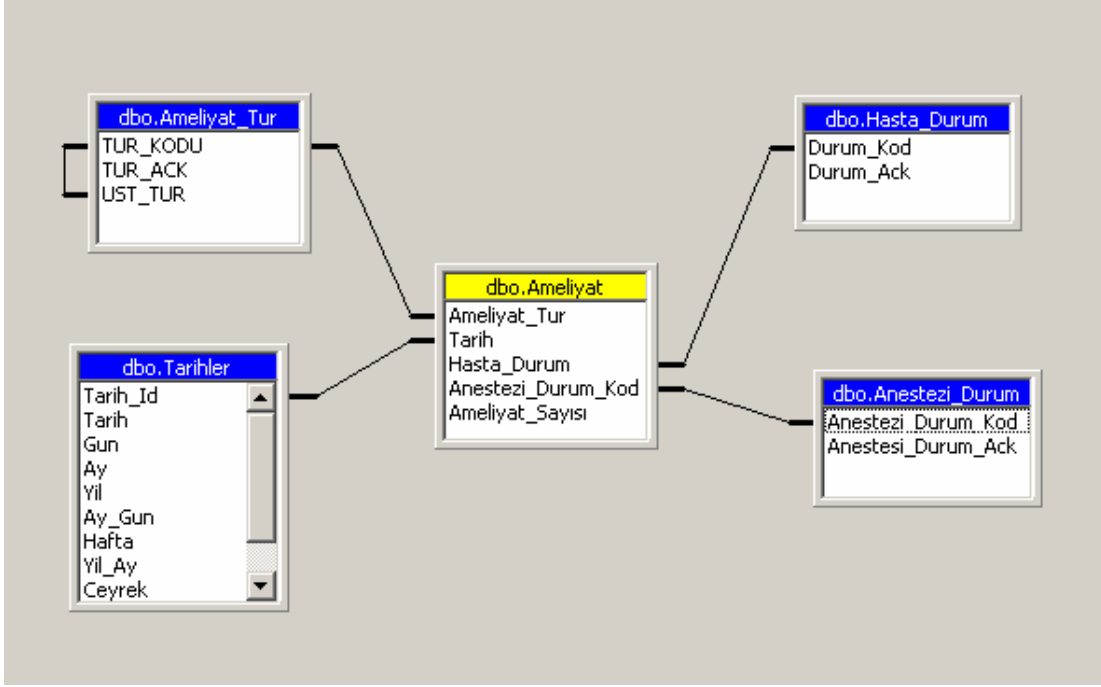 dbo.Ameliyat_Tur
TUR_KODU
TUR_ACK
UST_TUR
dbo.Hasta_Durum
Durum_Kod
Durum_Ack
dbo.Ameliyat
Ameliyat_Tur
Tarih
Hasta_Durum
Anestezi_Durum_Kod
Ameliyat_Sayısı
dbo.Tarihler
Tarih_Id
Tarih
Gun
Ay
Yil
Ay_Gun
Hafta
Yil_Ay
Ceyrek
dbo.Anestezi_Durum
Anestezi_Durum_Kod
Anestesi_Durum_Ack